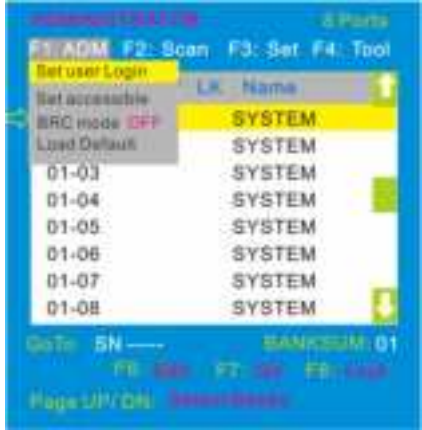 8 Ports
F1: ADM F2: Scan F3: Set F4: Tool
Set user Login
LK Name
Set accessible
BRC mode OFF SYSTEM
Load Default SYSTEM
01-03 SYSTEM
01-04 SYSTEM
01-05 SYSTEM
01-06 SYSTEM
01-07 SYSTEM
01-08 SYSTEM
GoTo: SN ----- BANKSUM: 01
F6: F7: F8:
Page UP/ DN: